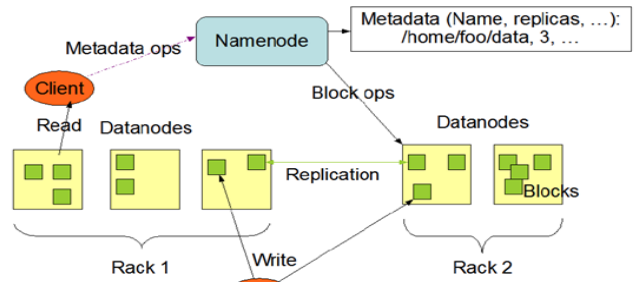 Metadata (Name, replicas, ...):
/home/foo/data, 3, ...
Metadata ops
Namenode
Client
Block ops
Read
Datanodes
Datanodes
Replication
Blocks
Write
Rack 1
Rack 2